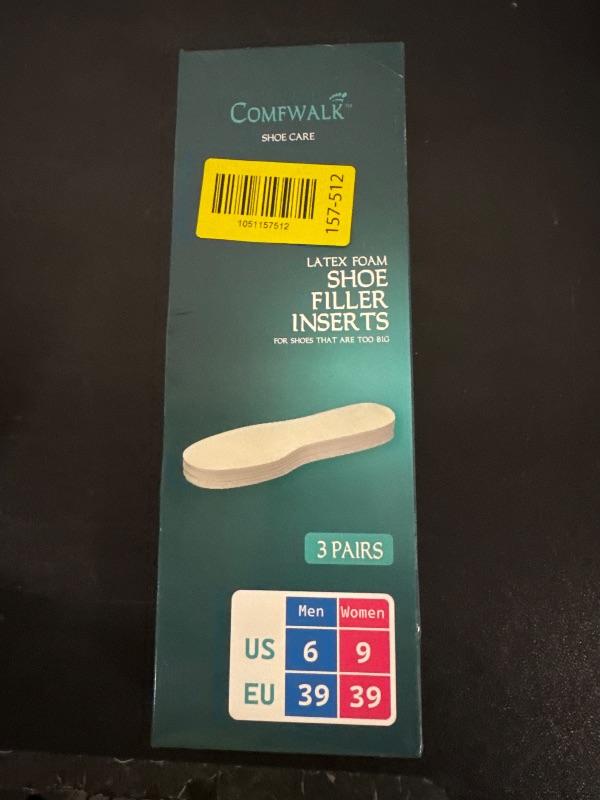 COMFWALK™
SHOE CARE
1051157512
157-512
LATEX FOAM
SHOE
FILLER
INSERTS
FOR SHOES THAT ARE TOO BIG
3 PAIRS
Men Women
US 6 9
EU 39 39